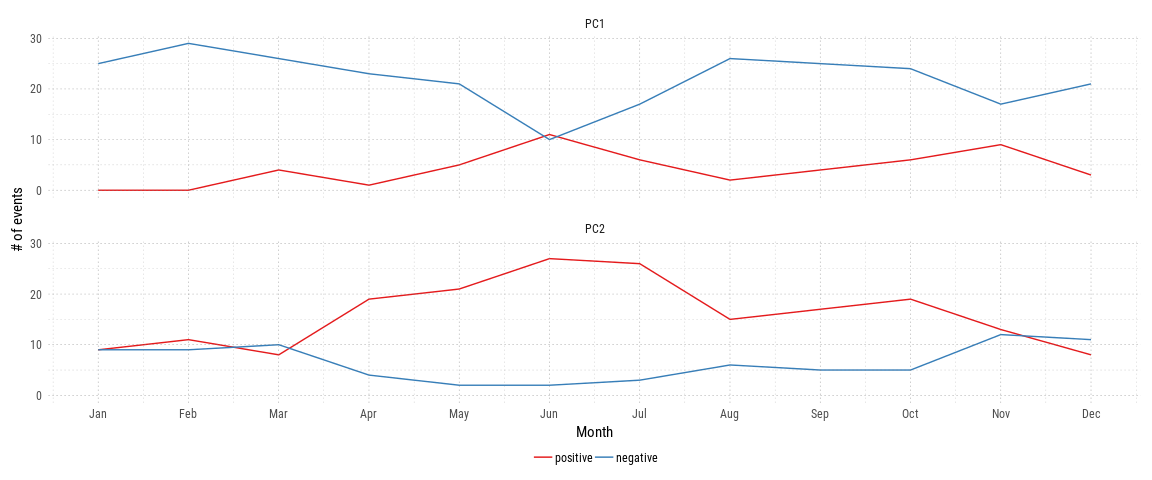 PC1
30
20
10
0
# of events
PC2
30
20
10
0
Jan Feb Mar Apr May Jun Jul Aug Sep Oct Nov Dec
Month
positive negative